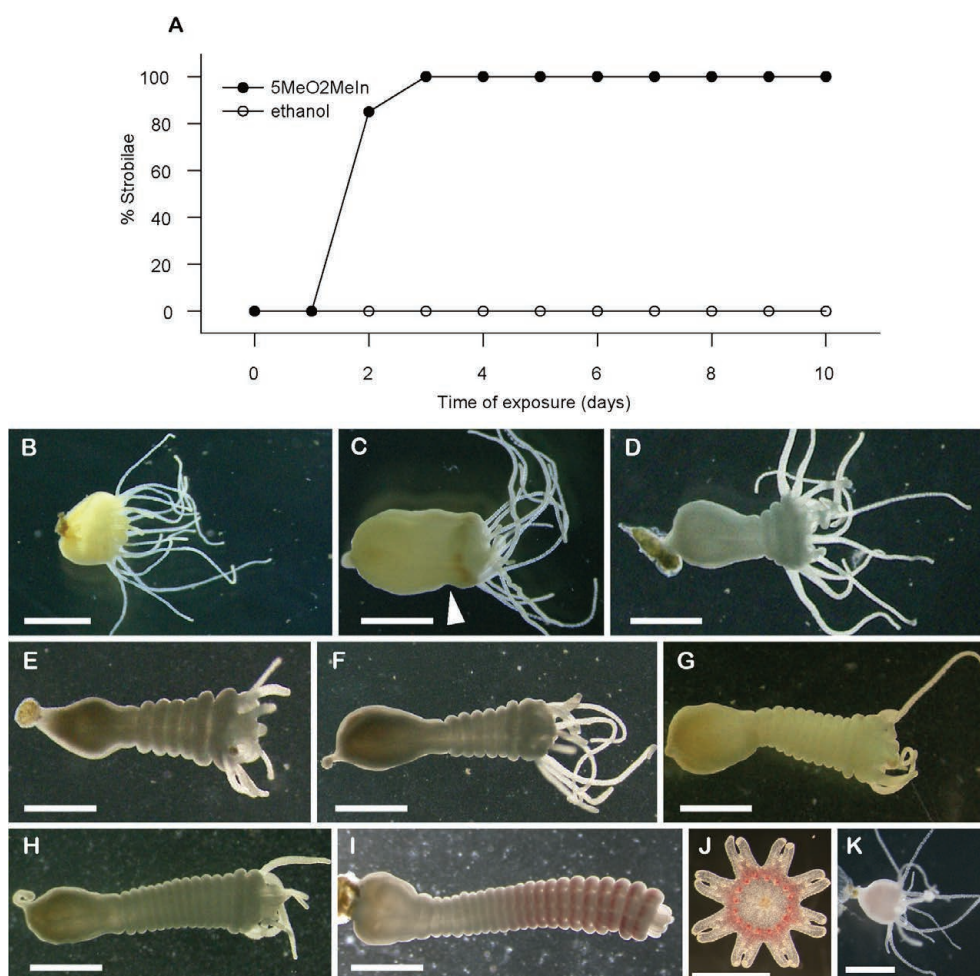 A
5MeO2MeIn
ethanol
% Strobilae
100
80
60
40
20
0
0 2 4 6 8 10
Time of exposure (days)
B C D
E F G
H I J K